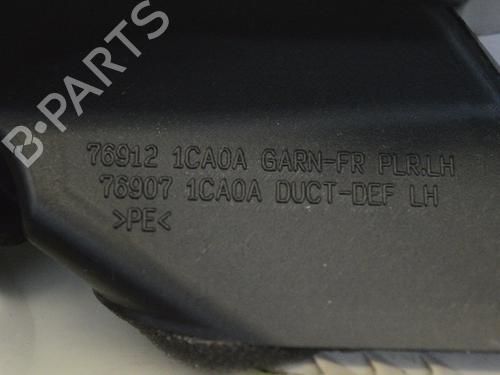 B-PARTS
76912 1CA0A GARN-FR PLR.LH
76907 1CA0A DUCT-DEF LH
>PE<